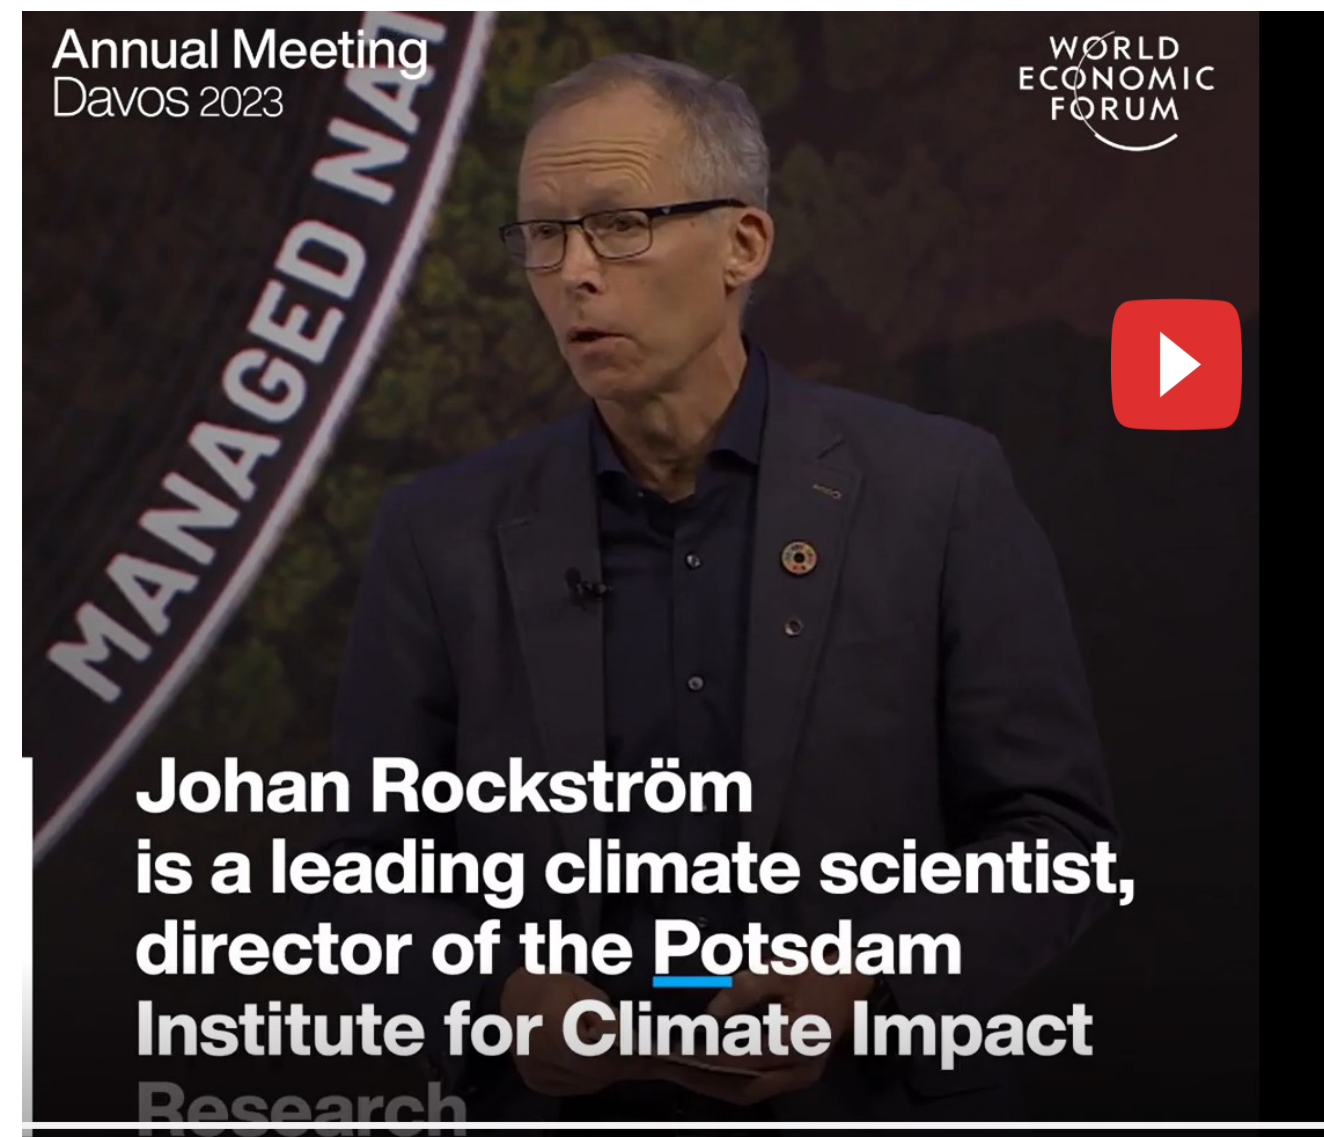 Annual Meeting
Davos 2023
WORLD
ECONOMIC
FORUM
MANAGED
Johan Rockström
is a leading climate scientist,
director of the Potsdam
Institute for Climate Impact
Research